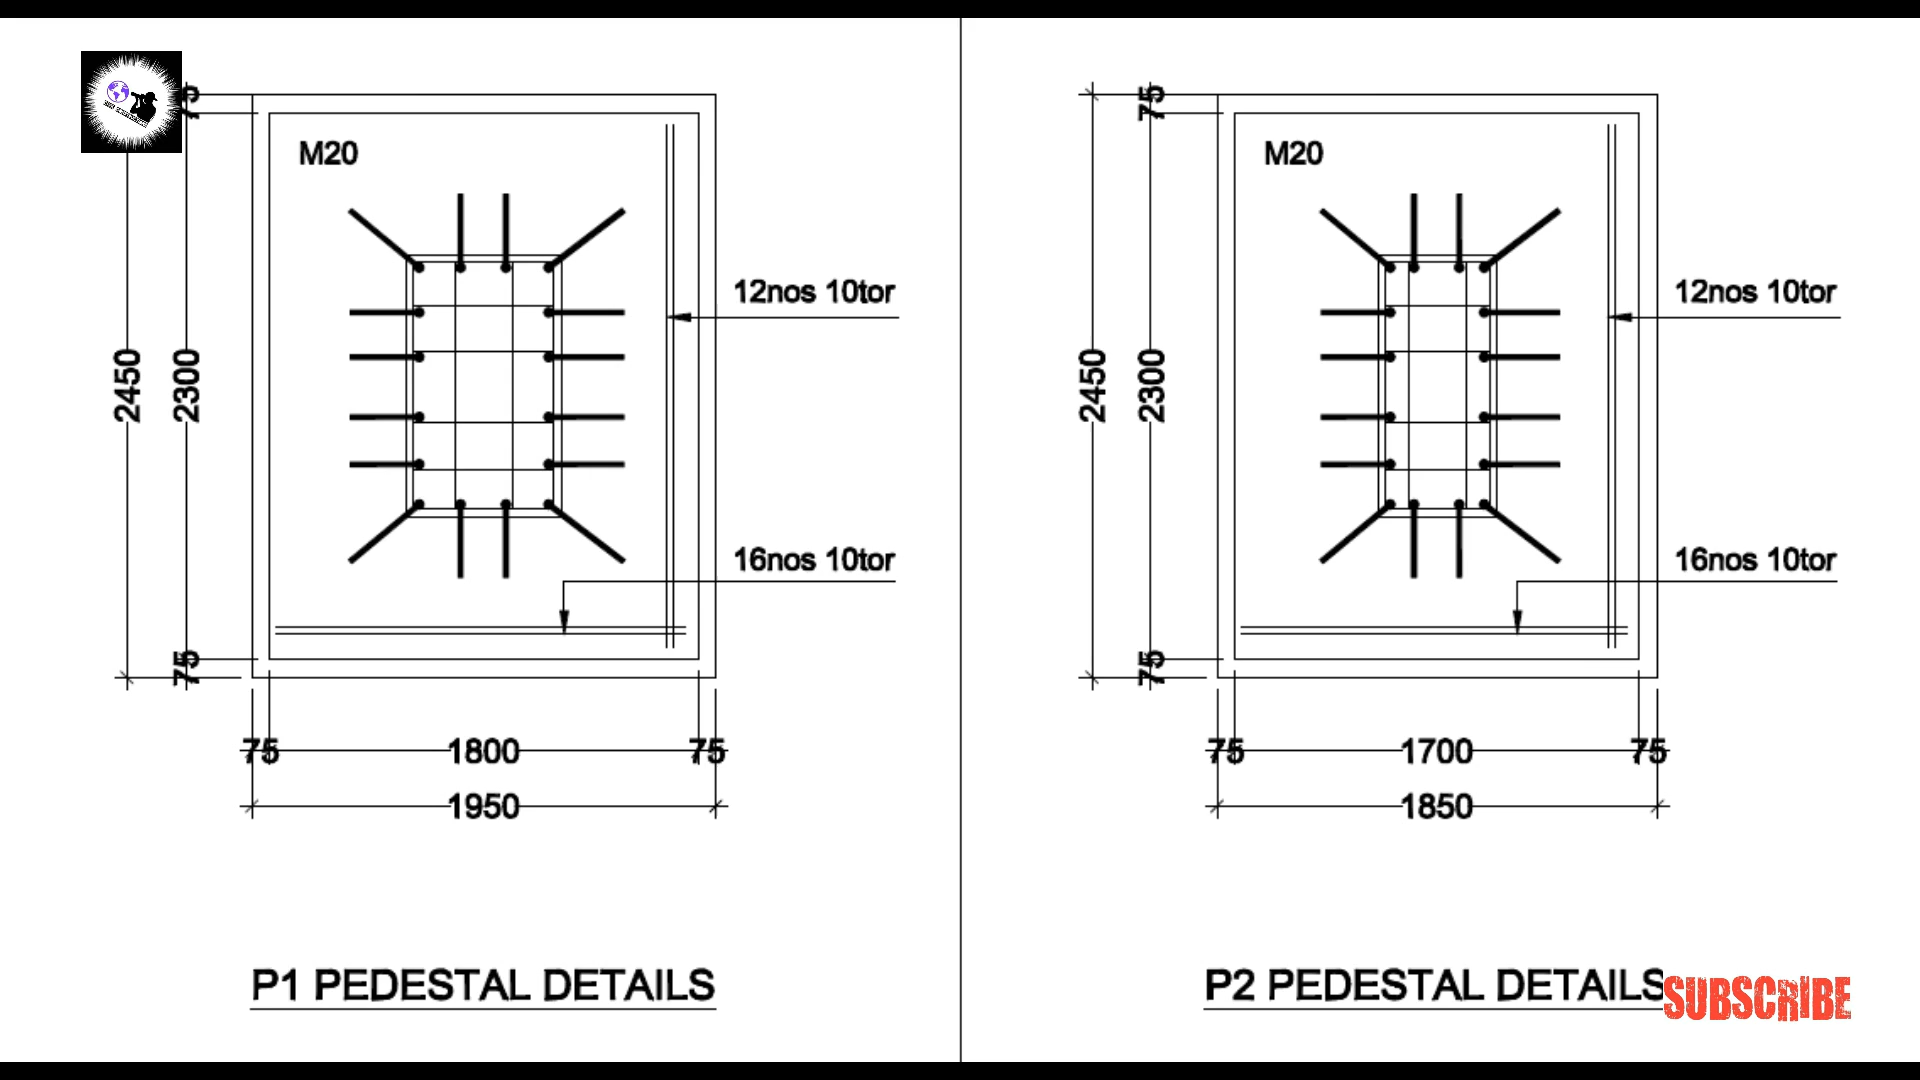 75
M20
12nos 10tor
2450
2300
16nos 10tor
75
75
1800
75
1950
P1 PEDESTAL DETAILS
75
M20
12nos 10tor
2450
2300
16nos 10tor
75
75
1700
75
1850
P2 PEDESTAL DETAILS
SUBSCRIBE